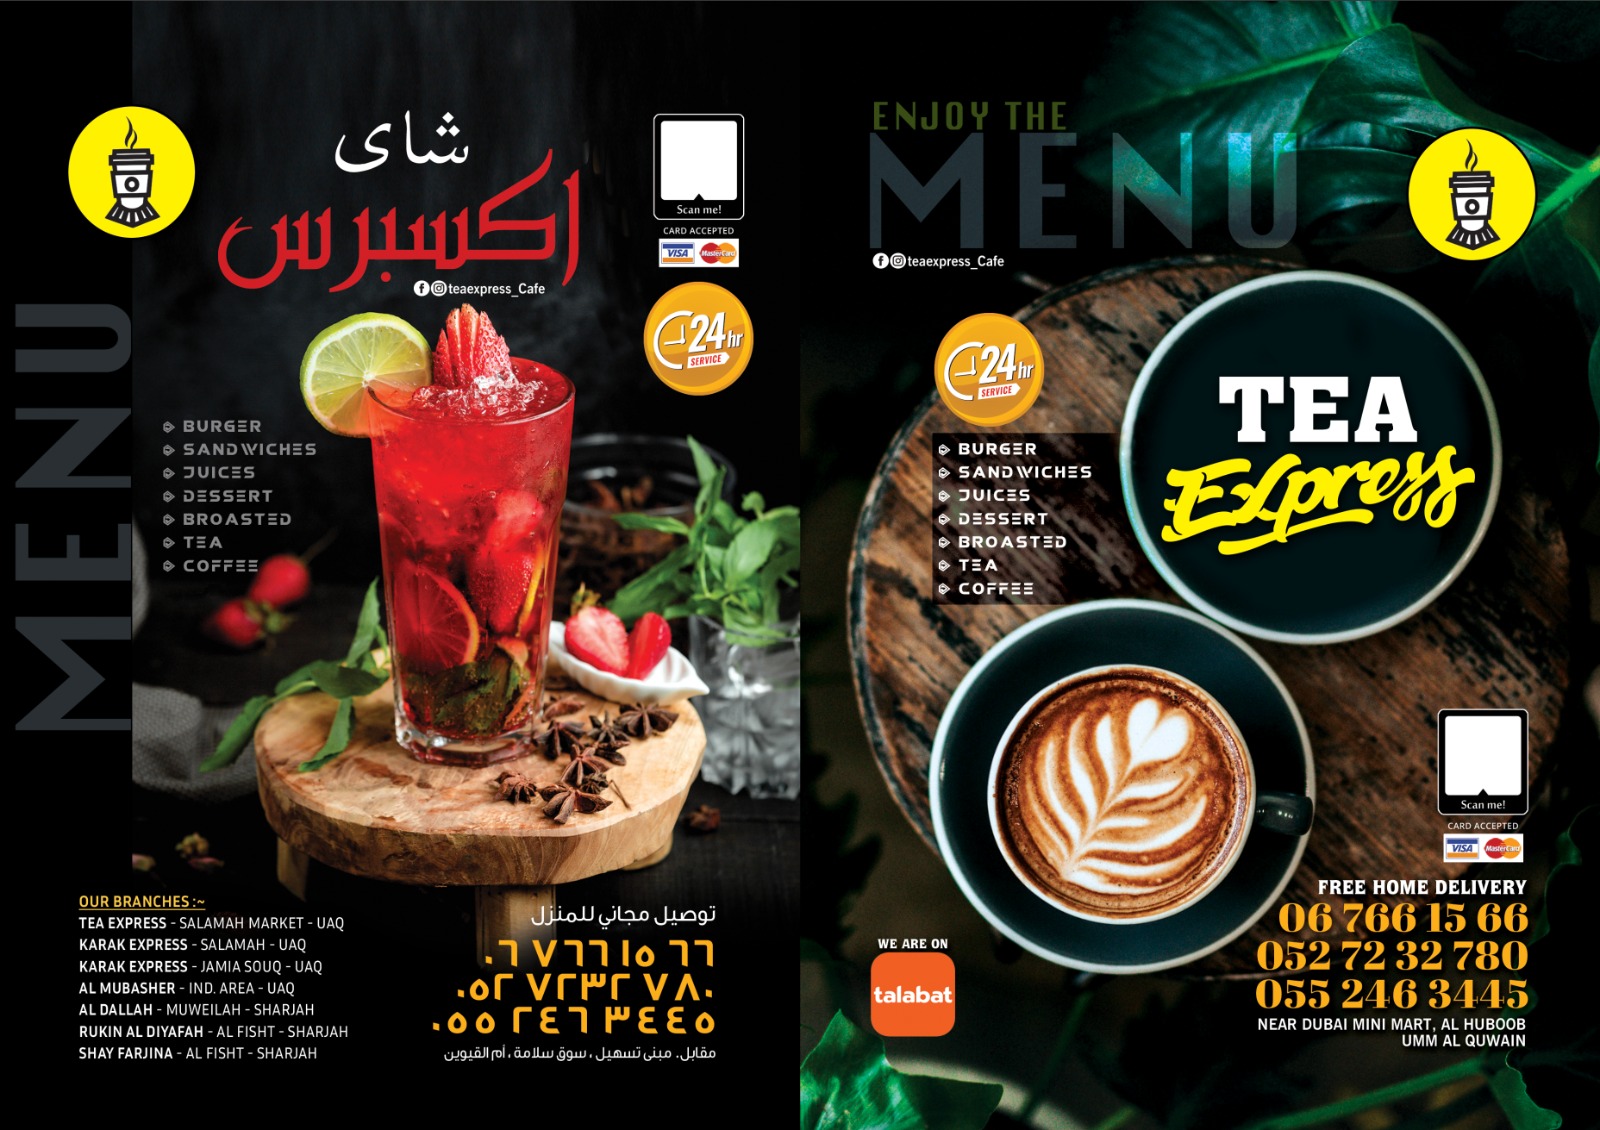 MENU
شاى
اكسبرس
teaexpress_Cafe
Scan me!
CARD ACCEPTED
VISA MasterCard
24hr
SERVICE
BURGER
SANDWICHES
JUICES
DESSERT
BROASTED
TEA
COFFEE
OUR BRANCHES :~
TEA EXPRESS - SALAMAH MARKET - UAQ
KARAK EXPRESS - SALAMAH - UAQ
KARAK EXPRESS - JAMIA SOUQ - UAQ
AL MUBASHER - IND. AREA - UAQ
AL DALLAH - MUWEILAH - SHARJAH
RUKIN AL DIYAFAH - AL FISHT - SHARJAH
SHAY FARJINA - AL FISHT - SHARJAH
توصيل مجاني للمنزل
٠٦ ٧٦٦ ١٥ ٦٦
٠٥٢ ٧٢٣٢ ٧٨٠
٠٥٥ ٢٤٦ ٣٤٤٥
مقابل. مبنى تسهيل ، سوق سلامة ، أم القيوين
ENJOY THE
MENU
teaexpress_Cafe
24hr
SERVICE
BURGER
SANDWICHES
JUICES
DESSERT
BROASTED
TEA
COFFEE
TEA
Express
Scan me!
CARD ACCEPTED
VISA MasterCard
FREE HOME DELIVERY
06 766 15 66
052 72 32 780
055 246 3445
NEAR DUBAI MINI MART, AL HUBOOB
UMM AL QUWAIN
WE ARE ON
talabat